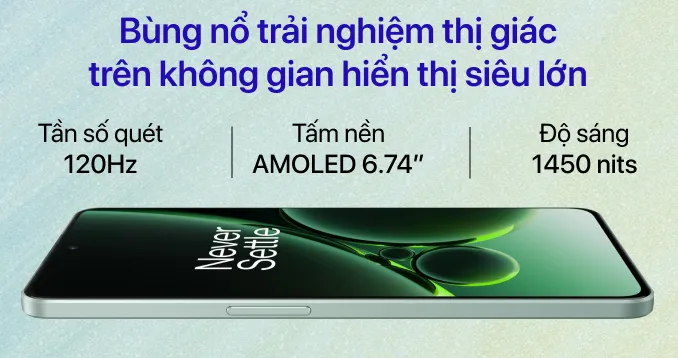 Bùng nổ trải nghiệm thị giác
trên không gian hiển thị siêu lớn
Tần số quét
120Hz
Tấm nền
AMOLED 6.74”
Độ sáng
1450 nits
Never
Settle